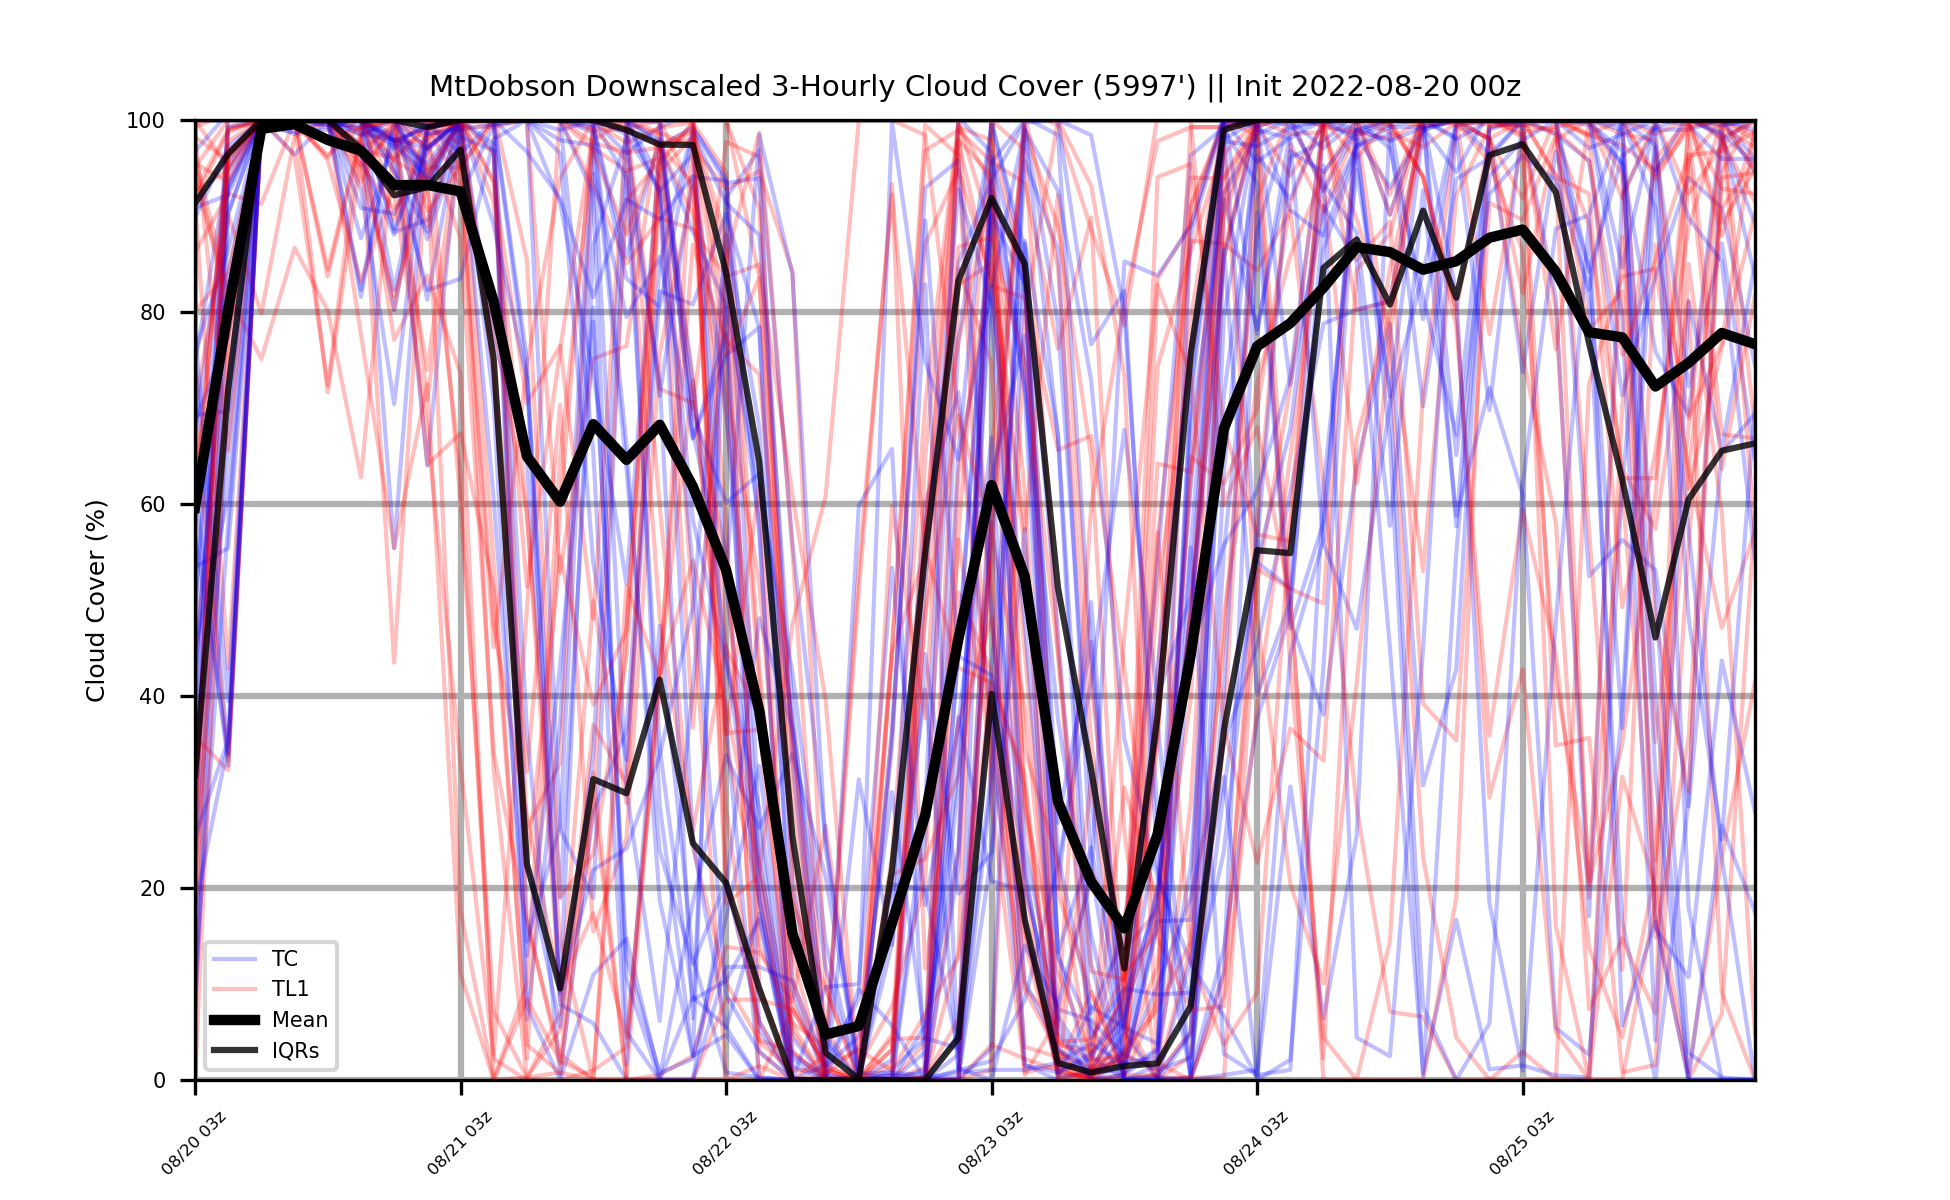 MtDobson Downscaled 3-Hourly Cloud Cover (5997') || Init 2022-08-20 00z
Cloud Cover (%)
100
80
60
40
20
0
TC
TL1
Mean
IQRs
08/20 03z
08/21 03z
08/22 03z
08/23 03z
08/24 03z
08/25 03z